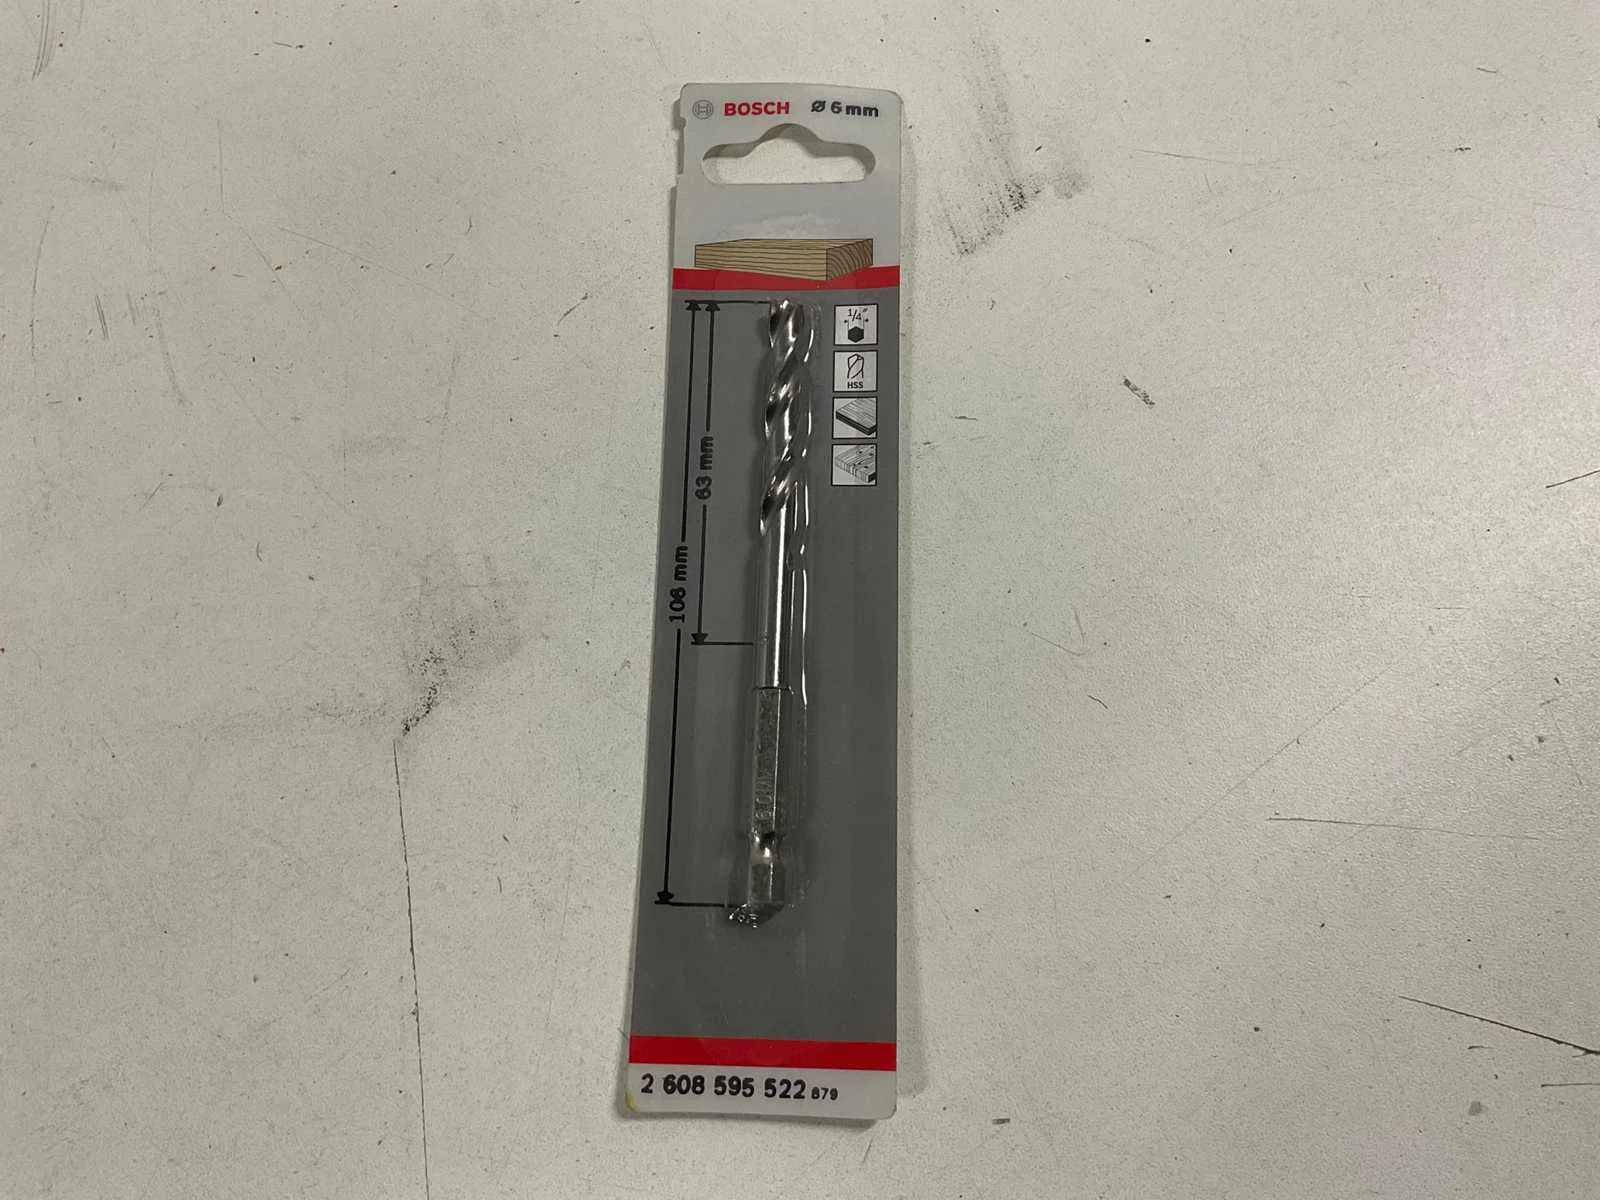 BOSCH ⌀ 6 mm
1/4"
HSS
63 mm
106 mm
2 608 595 522 879